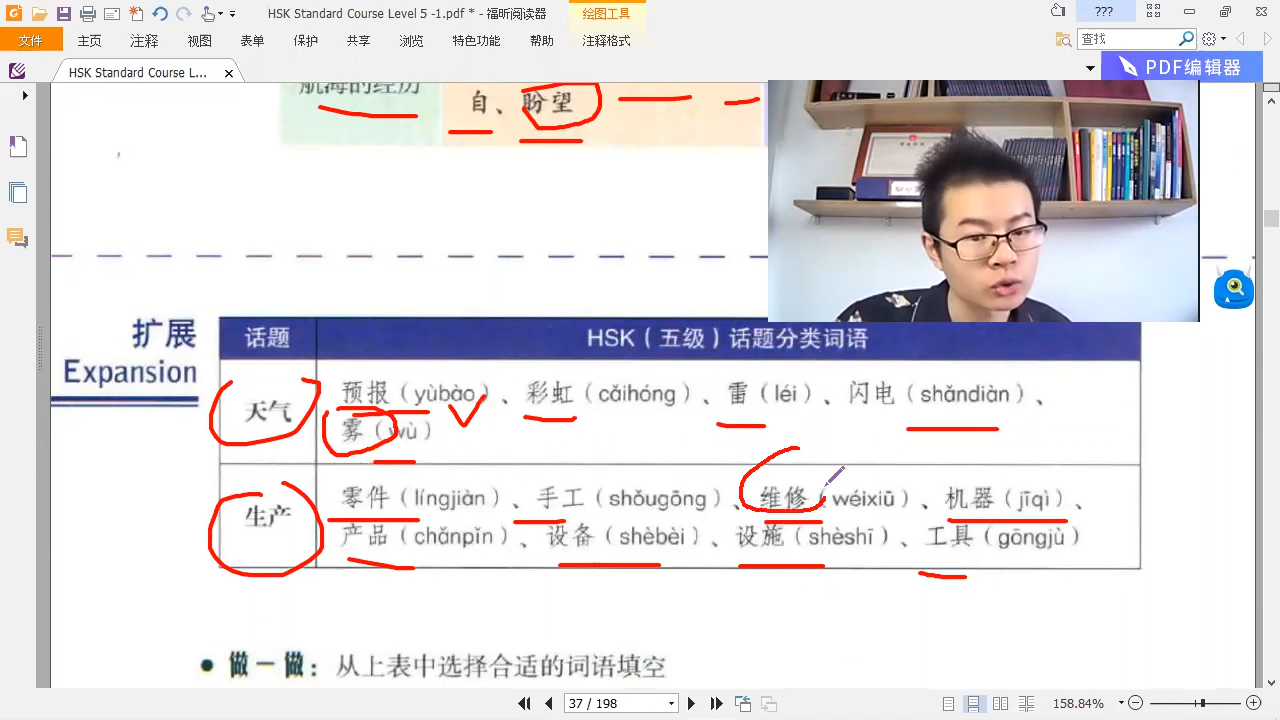 HSK Standard Course Level 5 -1.pdf * - 福昕阅读器
绘图工具
???
文件 主页 注释 视图 表单 保护 共享 浏览 特色功能 帮助 注释格式
查找
HSK Standard Course L...
PDF编辑器
航海的经历
自、盼望
扩展
Expansion
话题 HSK（五级）话题分类词语
天气 预报（yùbào）、彩虹（cǎihóng）、雷（léi）、闪电（shǎndiàn）、
雾（wù）
生产 零件（língjiàn）、手工（shǒugōng）、维修（wéixiū）、机器（jīqì）、
产品（chǎnpǐn）、设备（shèbèi）、设施（shèshī）、工具（gōngjù）
● 做一做：从上表中选择合适的词语填空
37 / 198
158.84%